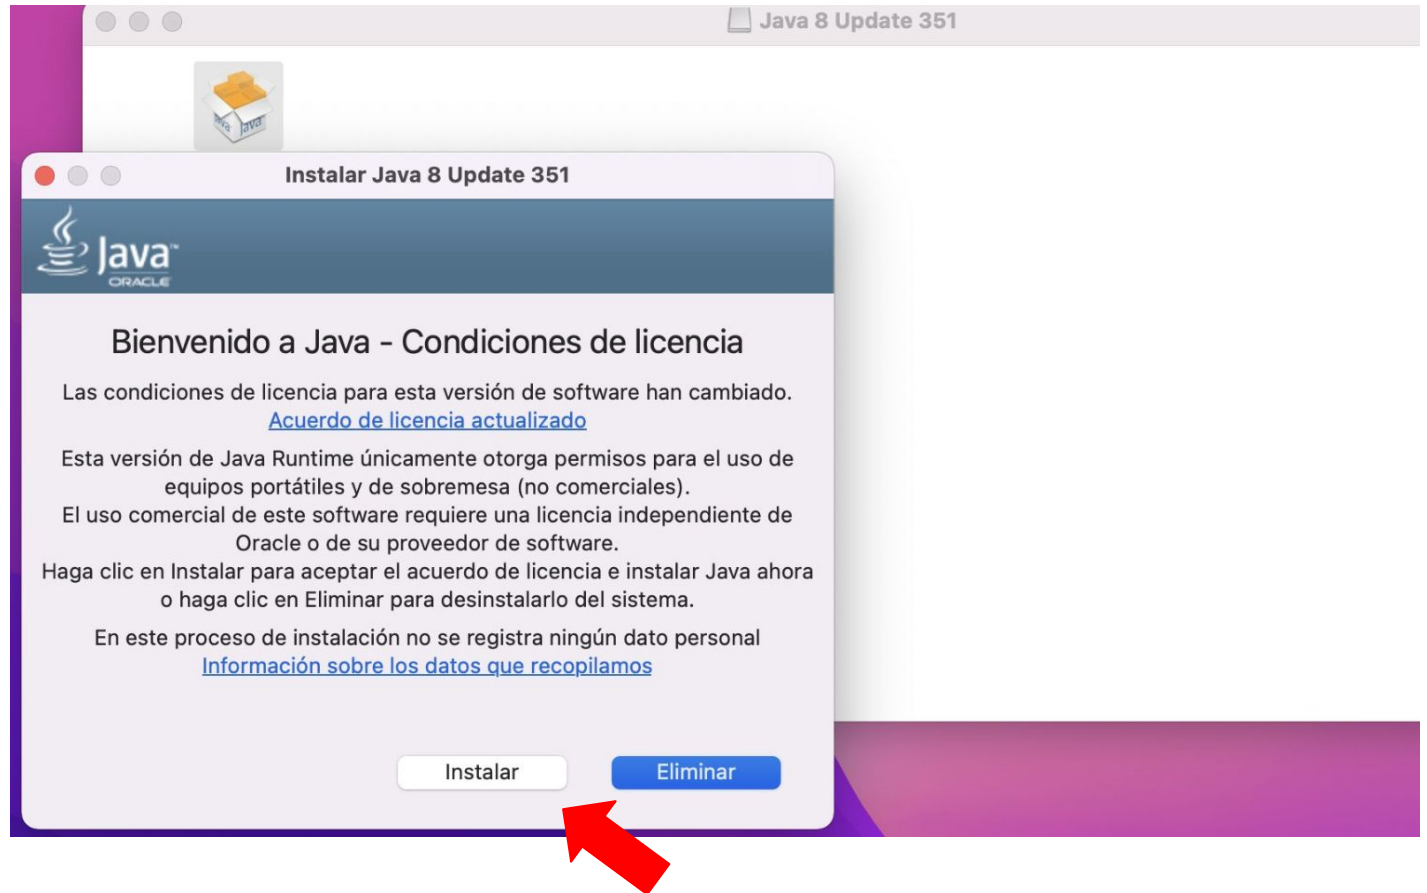 Java 8 Update 351
Java Java
Instalar Java 8 Update 351
Java™
ORACLE
Bienvenido a Java - Condiciones de licencia
Las condiciones de licencia para esta versión de software han cambiado.
Acuerdo de licencia actualizado
Esta versión de Java Runtime únicamente otorga permisos para el uso de
equipos portátiles y de sobremesa (no comerciales).
El uso comercial de este software requiere una licencia independiente de
Oracle o de su proveedor de software.
Haga clic en Instalar para aceptar el acuerdo de licencia e instalar Java ahora
o haga clic en Eliminar para desinstalarlo del sistema.
En este proceso de instalación no se registra ningún dato personal
Información sobre los datos que recopilamos
Instalar Eliminar